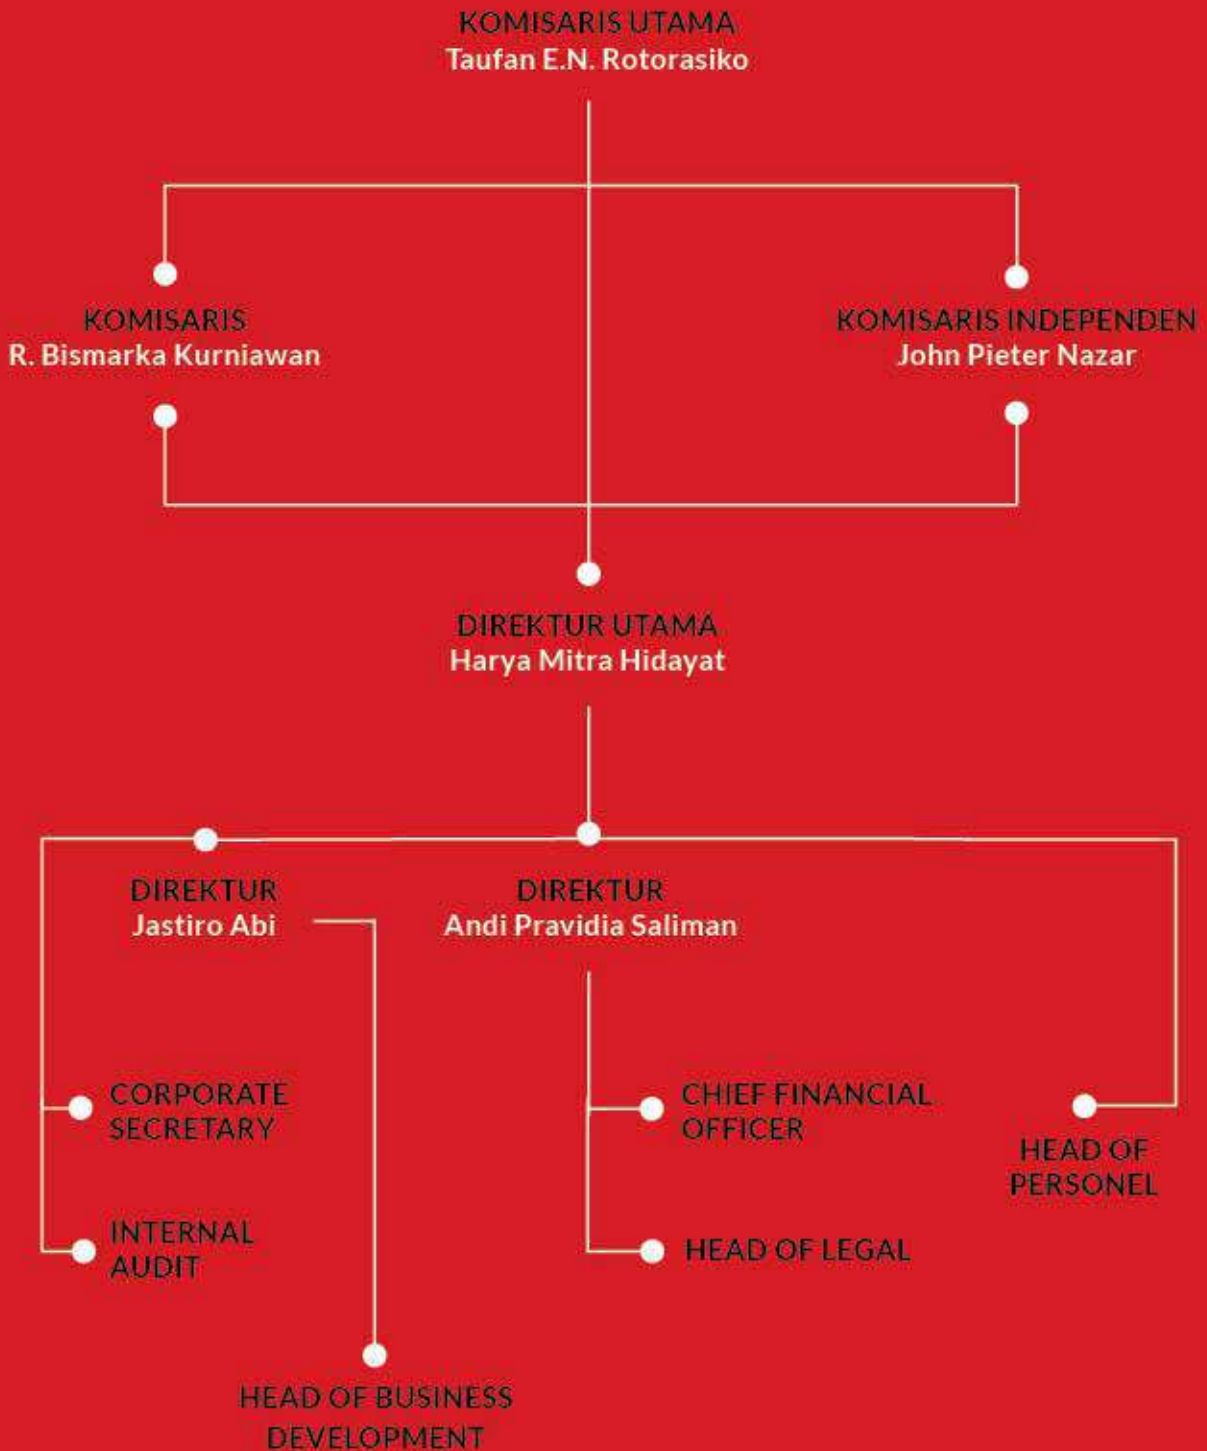 KOMISARIS UTAMA
Taufan E.N. Rotorasiko
KOMISARIS
R. Bismarka Kurniawan
KOMISARIS INDEPENDEN
John Pieter Nazar
DIREKTUR UTAMA
Harya Mitra Hidayat
DIREKTUR
Jastiro Abi
DIREKTUR
Andi Pravidia Saliman
CORPORATE
SECRETARY
INTERNAL
AUDIT
HEAD OF BUSINESS
DEVELOPMENT
CHIEF FINANCIAL
OFFICER
HEAD OF LEGAL
HEAD OF
PERSONEL